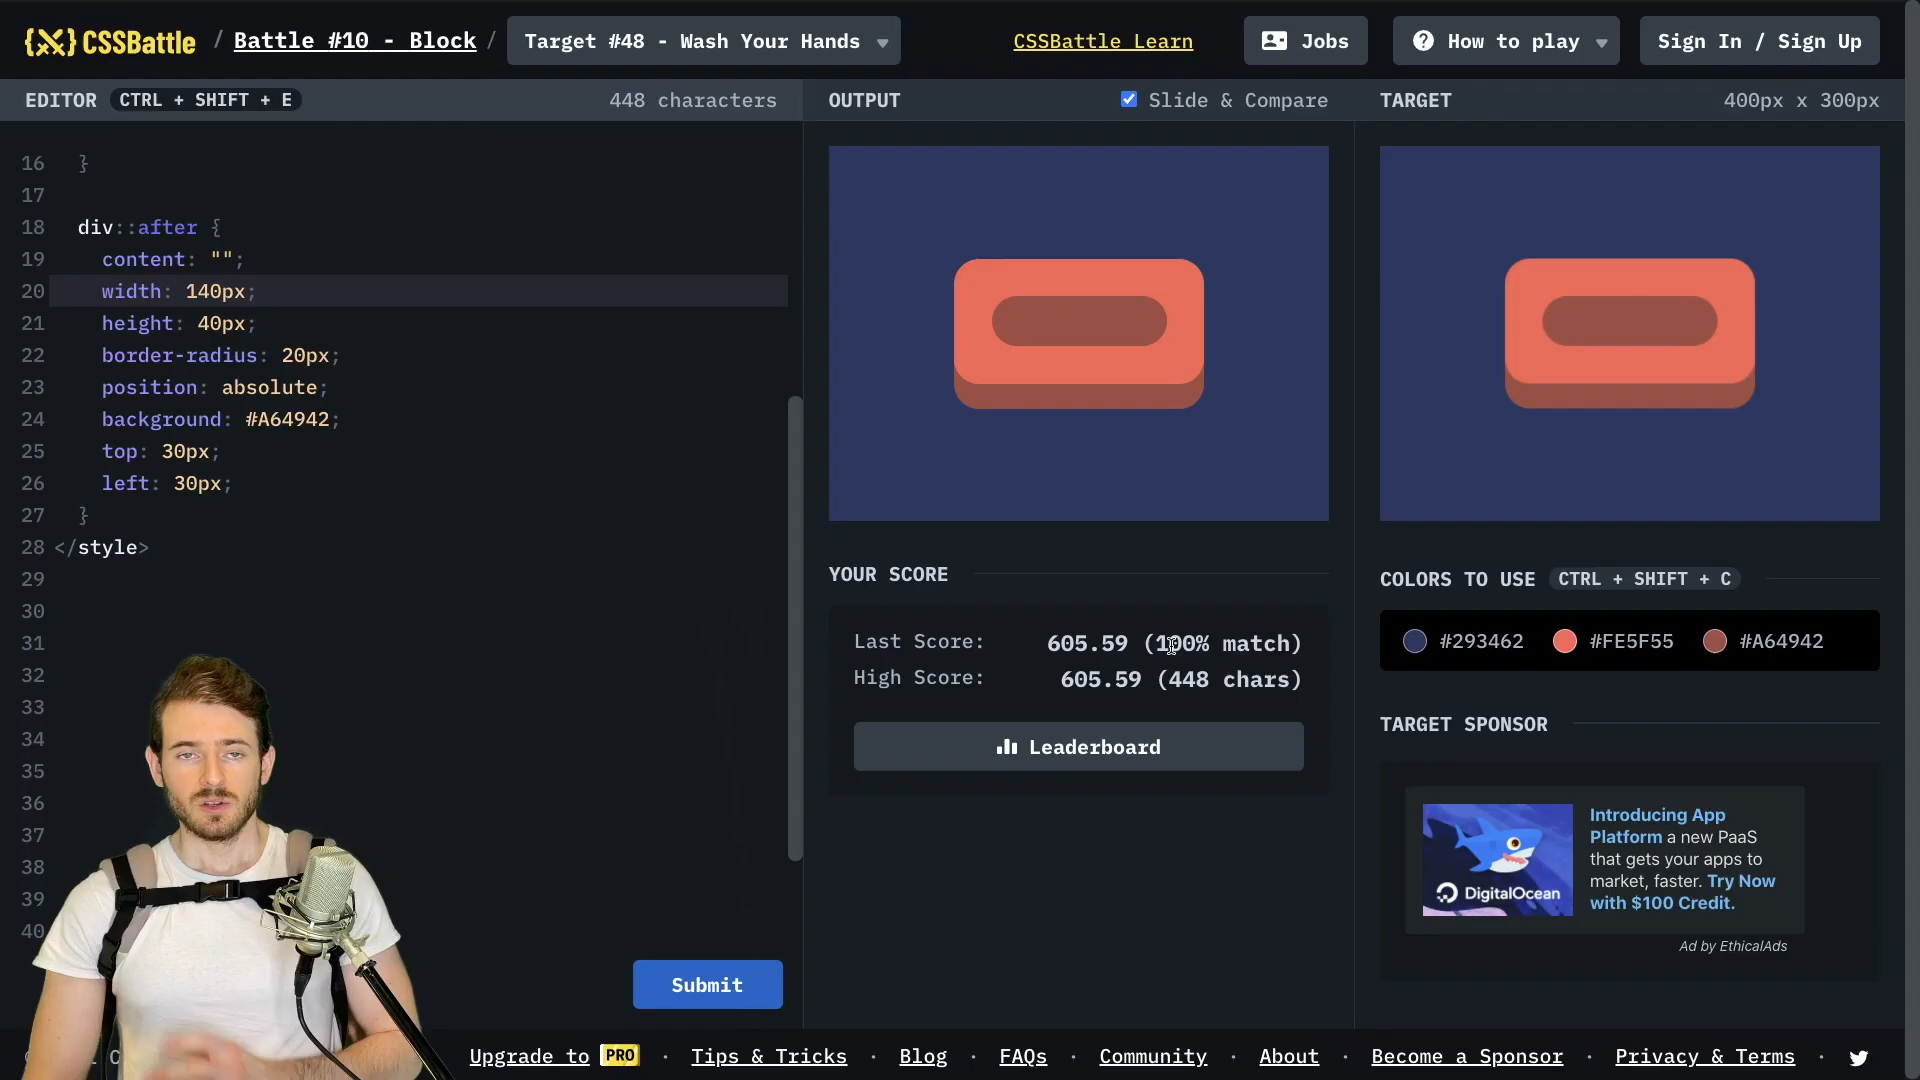 {X} CSSBattle / Battle #10 - Block / Target #48 - Wash Your Hands
CSSBattle Learn
Jobs
How to play
Sign In / Sign Up
EDITOR CTRL + SHIFT + E 448 characters
16 }
17
18 div::after {
19 content: "";
20 width: 140px;
21 height: 40px;
22 border-radius: 20px;
23 position: absolute;
24 background: #A64942;
25 top: 30px;
26 left: 30px;
27 }
28 </style>
29
30
31
32
33
34
35
36
37
38
39
40
Submit
OUTPUT Slide & Compare
YOUR SCORE
Last Score: 605.59 (100% match)
High Score: 605.59 (448 chars)
Leaderboard
TARGET 400px x 300px
COLORS TO USE CTRL + SHIFT + C
#293462 #FE5F55 #A64942
TARGET SPONSOR
DigitalOcean
Introducing App
Platform a new PaaS
that gets your apps to
market, faster. Try Now
with $100 Credit.
Ad by EthicalAds
Upgrade to PRO · Tips & Tricks · Blog · FAQs · Community · About · Become a Sponsor · Privacy & Terms ·